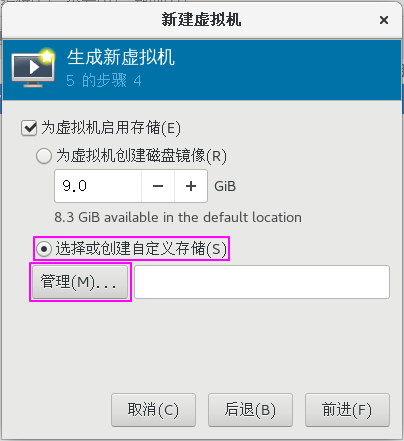 新建虚拟机
生成新虚拟机
5 的步骤 4
为虚拟机启用存储(E)
为虚拟机创建磁盘镜像(R)
9.0 − + GiB
8.3 GiB available in the default location
选择或创建自定义存储(S)
管理(M)...
取消(C) 后退(B) 前进(F)